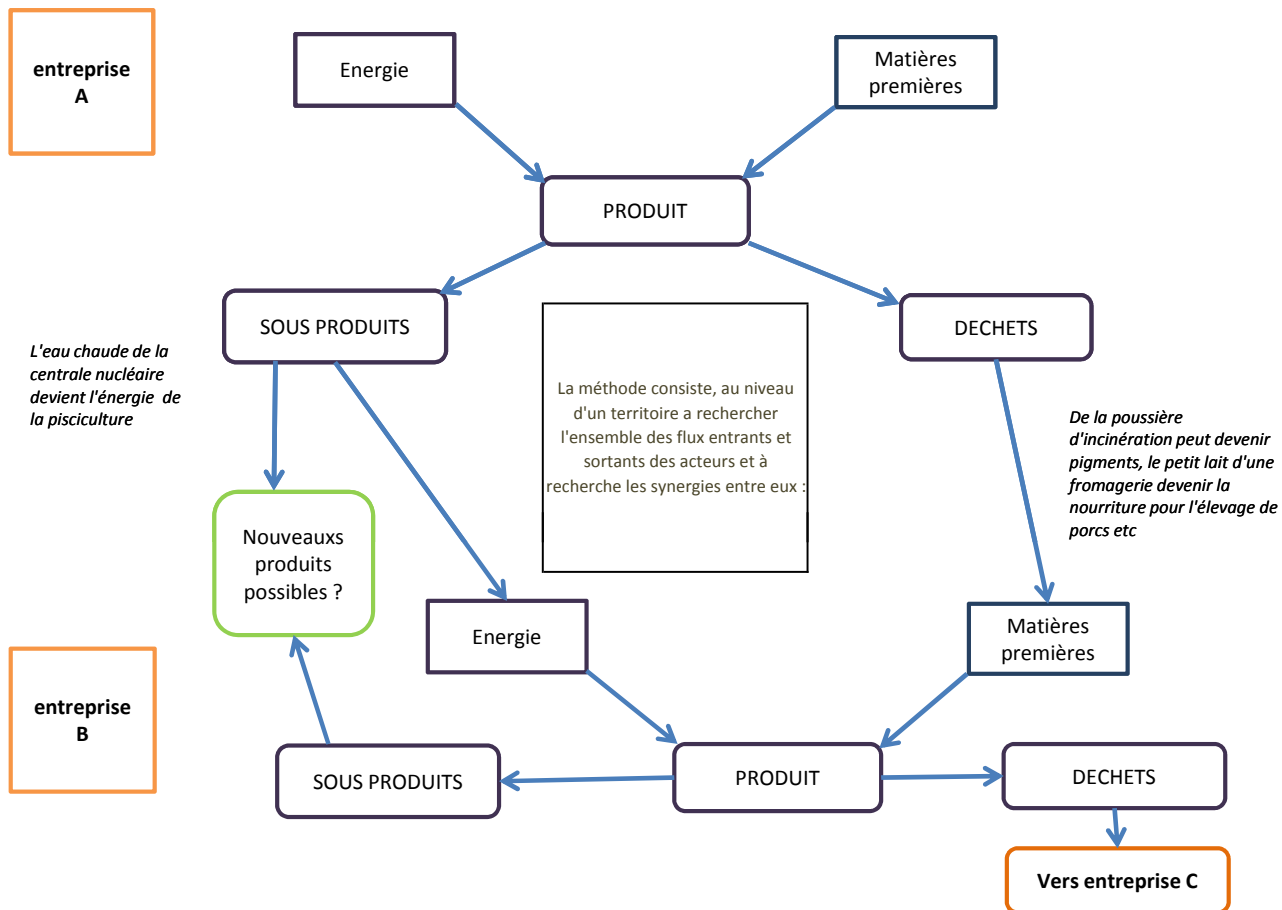 entreprise
A
Energie
Matières
premières
PRODUIT
SOUS PRODUITS
DECHETS
L'eau chaude de la
centrale nucléaire
devient l'énergie de
la pisciculture
La méthode consiste, au niveau
d'un territoire a rechercher
l'ensemble des flux entrants et
sortants des acteurs et à
recherche les synergies entre eux :
De la poussière
d'incinération peut devenir
pigments, le petit lait d'une
fromagerie devenir la
nourriture pour l'élevage de
porcs etc
Nouveauxs
produits
possibles ?
Energie
Matières
premières
entreprise
B
SOUS PRODUITS
PRODUIT
DECHETS
Vers entreprise C